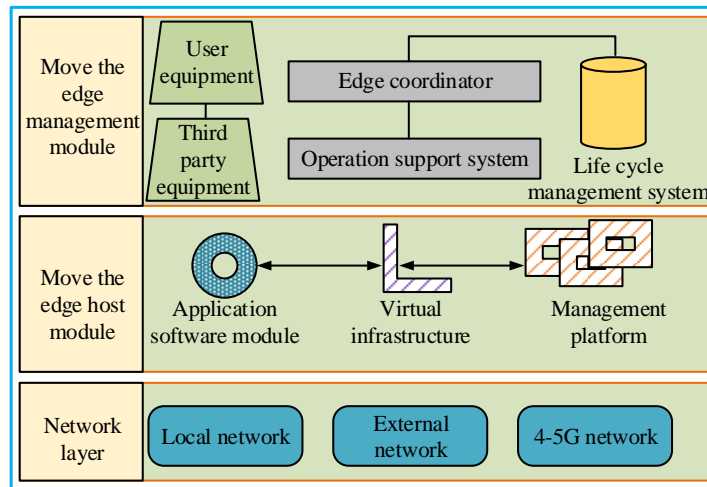 Move the
edge
management
module
User
equipment
Third
party
equipment
Edge coordinator
Operation support system
Life cycle
management system
Move the
edge host
module
Application
software module
Virtual
infrastructure
Management
platform
Network
layer
Local network
External
network
4-5G network